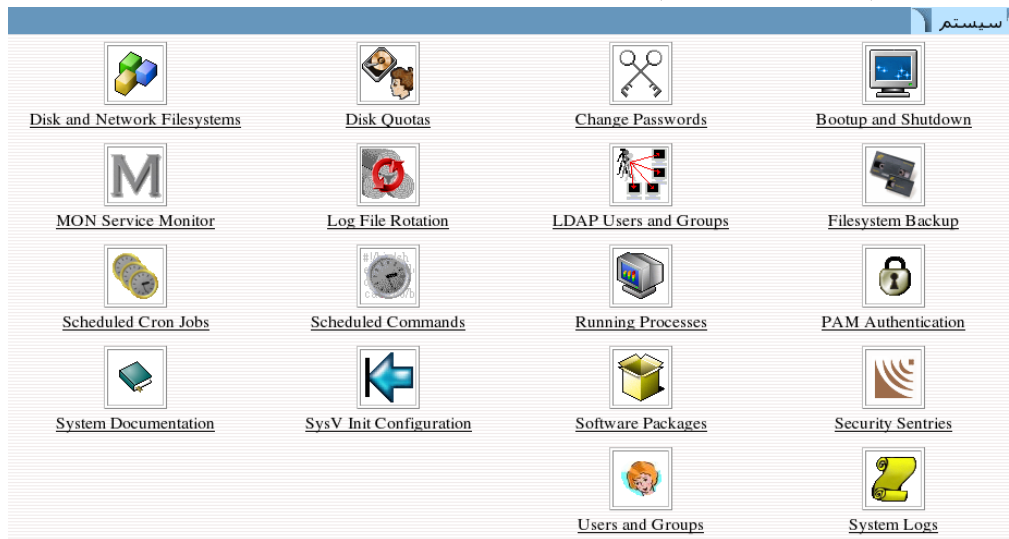 سیستم
Bootup and Shutdown
Change Passwords
Disk Quotas
Disk and Network Filesystems
Filesystem Backup
LDAP Users and Groups
Log File Rotation
M
MON Service Monitor
PAM Authentication
Running Processes
Scheduled Commands
Scheduled Cron Jobs
Security Sentries
Software Packages
SysV Init Configuration
System Documentation
System Logs
Users and Groups